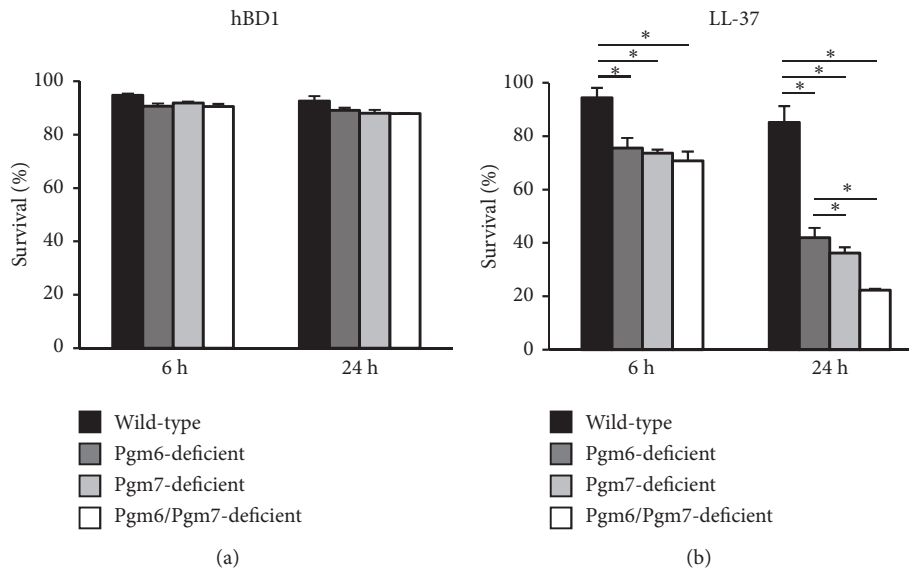 hBD1
100
80
60
40
20
0
Survival (%)
6 h
24 h
Wild-type
Pgm6-deficient
Pgm7-deficient
Pgm6/Pgm7-deficient
(a)
LL-37
*
*
*
*
*
*
*
*
100
80
60
40
20
0
Survival (%)
6 h
24 h
Wild-type
Pgm6-deficient
Pgm7-deficient
Pgm6/Pgm7-deficient
(b)